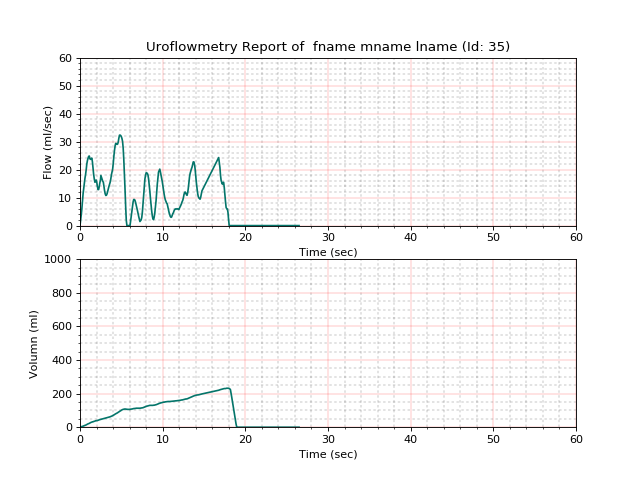 Uroflowmetry Report of  fname mname lname (Id: 35)
60
50
40
30
20
10
0
Flow (ml/sec)
0 10 20 30 40 50 60
Time (sec)
1000
800
600
400
200
0
Volumn (ml)
0 10 20 30 40 50 60
Time (sec)